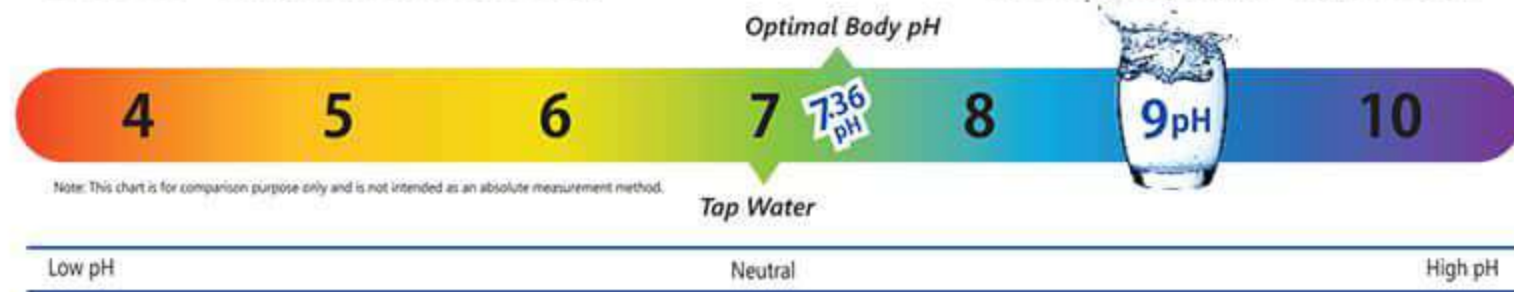 Optimal Body pH
4 5 6 7 7.36 pH 8 9pH 10
Note: This chart is for comparison purpose only and is not intended as an absolute measurement method.
Tap Water
Low pH Neutral High pH